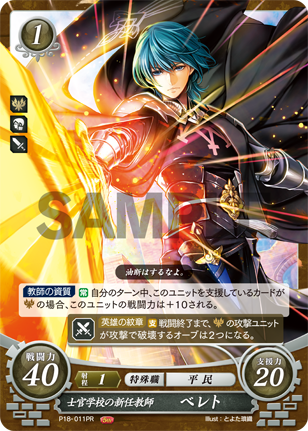 1
SAMPLE
油断はするなよ。
教師の資質 常 自分のターン中、このユニットを支援しているカードが
の場合、このユニットの戦闘力は+10される。
英雄の紋章 支 戦闘終了まで、の攻撃ユニット
が攻撃で破壊するオーブは2つになる。
戦闘力 40
射程 1 特殊職 平民
支援力 20
士官学校の新任教師 ベレト
P18-011PR
Illust：とよた瑣織